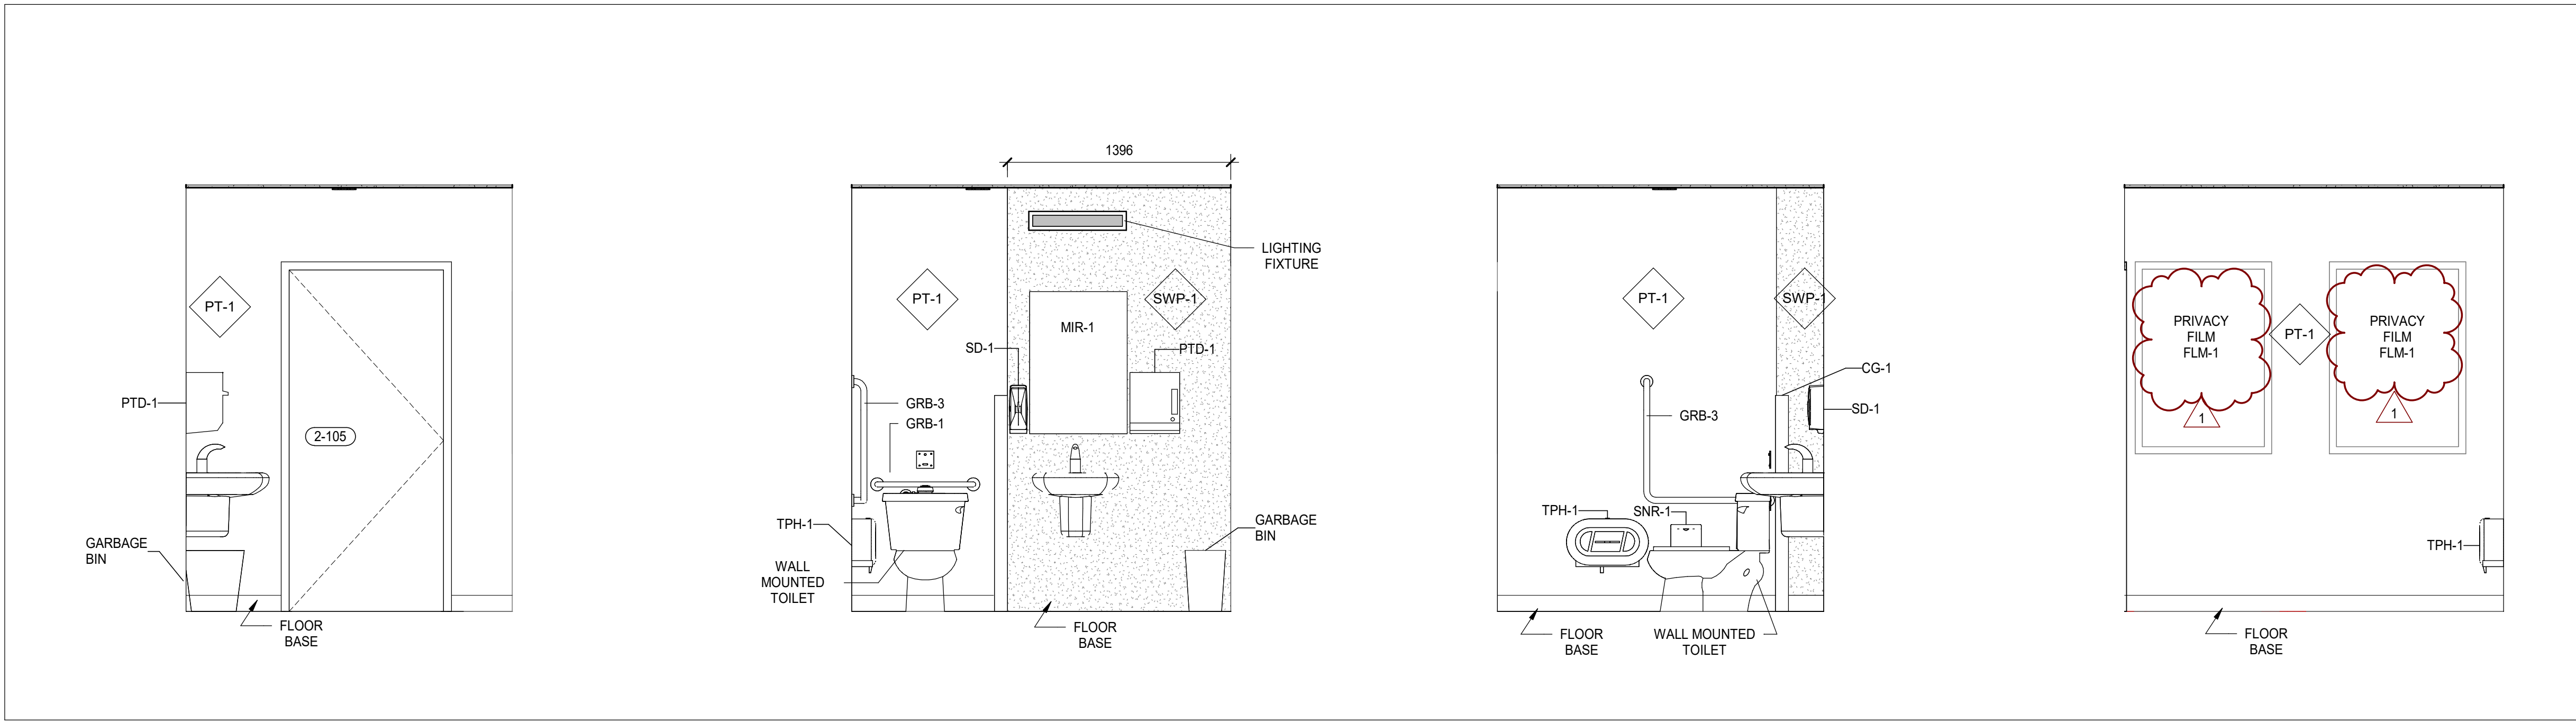 PT-1
PTD-1
2-105
GARBAGE
BIN
FLOOR
BASE
1396
LIGHTING
FIXTURE
PT-1
SWP-1
MIR-1
SD-1
PTD-1
GRB-3
GRB-1
TPH-1
WALL
MOUNTED
TOILET
GARBAGE
BIN
FLOOR
BASE
PT-1
SWP-1
CG-1
SD-1
GRB-3
TPH-1
SNR-1
FLOOR
BASE
WALL MOUNTED
TOILET
PRIVACY
FILM
FLM-1
1
PT-1
PRIVACY
FILM
FLM-1
1
TPH-1
FLOOR
BASE